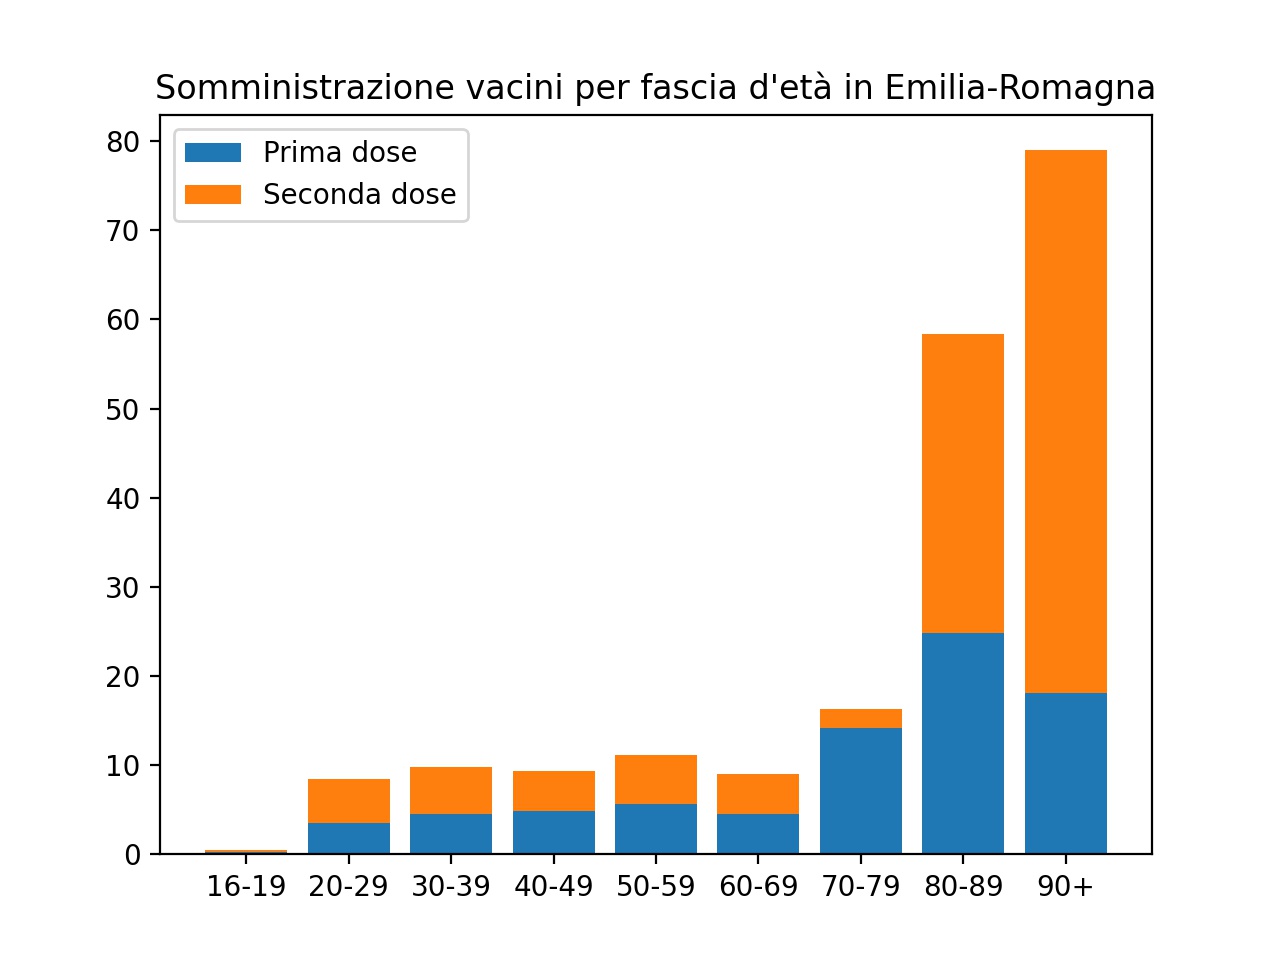 Somministrazione vacini per fascia d'età in Emilia-Romagna
Prima dose
Seconda dose
80
70
60
50
40
30
20
10
0
16-19 20-29 30-39 40-49 50-59 60-69 70-79 80-89 90+